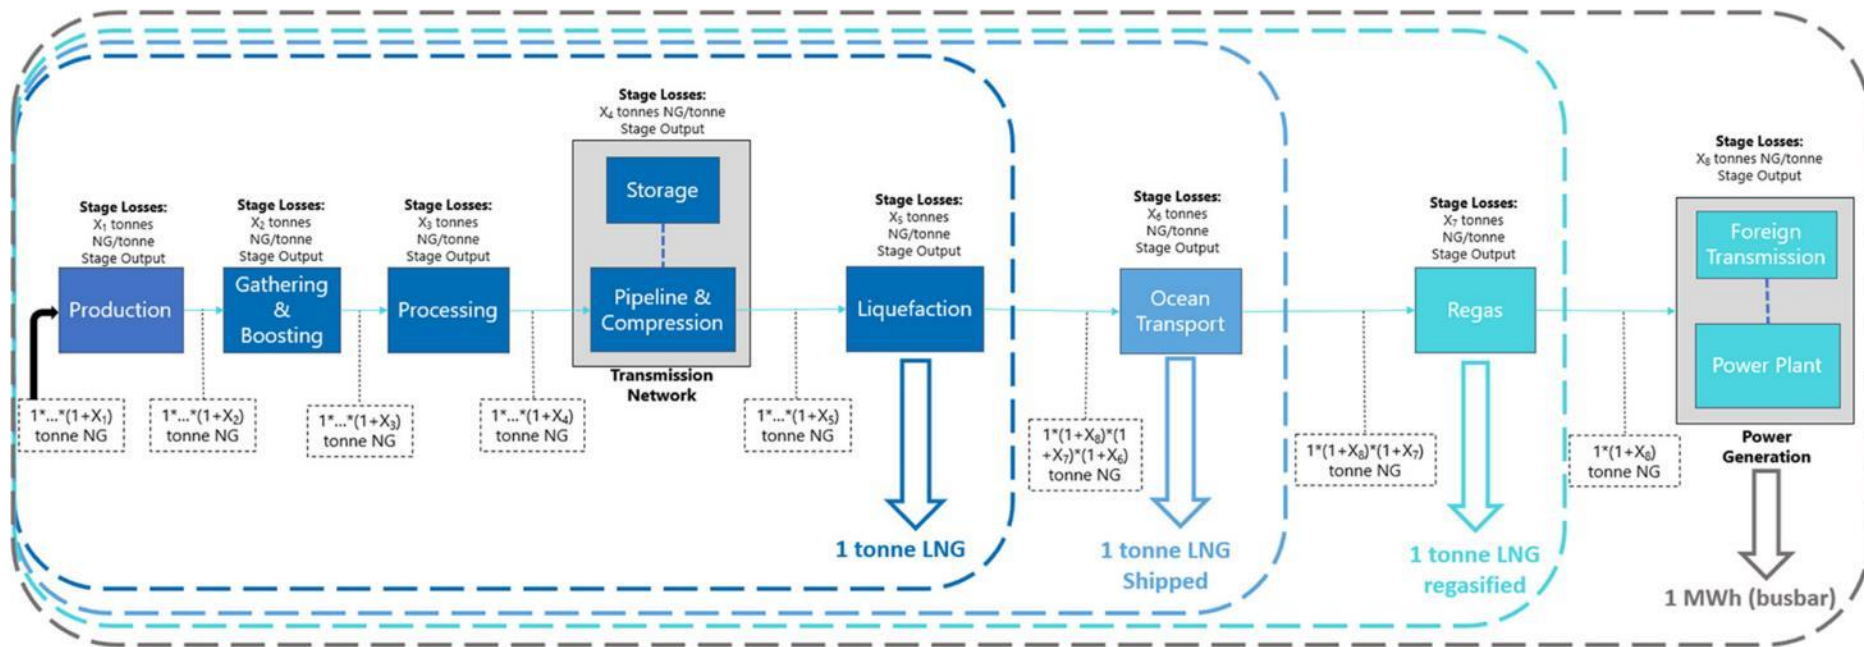 Stage Losses:
X₁ tonnes
NG/tonne
Stage Output
Production
1*...*(1+X₁)
tonne NG
Stage Losses:
X₂ tonnes
NG/tonne
Stage Output
Gathering
&
Boosting
1*...*(1+X₂)
tonne NG
Stage Losses:
X₃ tonnes
NG/tonne
Stage Output
Processing
1*...*(1+X₃)
tonne NG
Stage Losses:
X₄ tonnes NG/tonne
Stage Output
Storage
Pipeline &
Compression
Transmission
Network
1*...*(1+X₄)
tonne NG
Stage Losses:
X₅ tonnes
NG/tonne
Stage Output
Liquefaction
1*...*(1+X₅)
tonne NG
1 tonne LNG
Stage Losses:
X₆ tonnes
NG/tonne
Stage Output
Ocean
Transport
1*(1+X₈)*(1
+X₇)*(1+X₆)
tonne NG
1 tonne LNG
Shipped
Stage Losses:
X₇ tonnes
NG/tonne
Stage Output
Regas
1*(1+X₈)*(1+X₇)
tonne NG
1 tonne LNG
regasified
Stage Losses:
X₈ tonnes NG/tonne
Stage Output
Foreign
Transmission
Power Plant
Power
Generation
1*(1+X₈)
tonne NG
1 MWh (busbar)